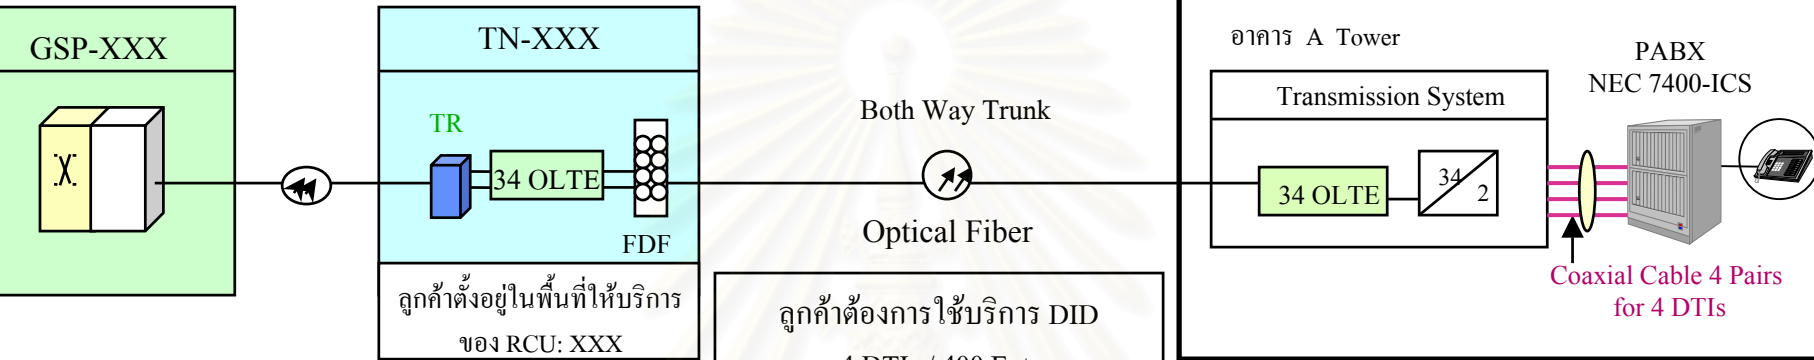 GSP-XXX
TN-XXX
TR
34 OLTE
FDF
ลูกค้าตั้งอยู่ในพื้นที่ให้บริการ
ของ RCU: XXX
Both Way Trunk
Optical Fiber
ลูกค้าต้องการใช้บริการ DID
อาคาร A Tower
Transmission System
34 OLTE
34
2
PABX
NEC 7400-ICS
Coaxial Cable 4 Pairs
for 4 DTIs